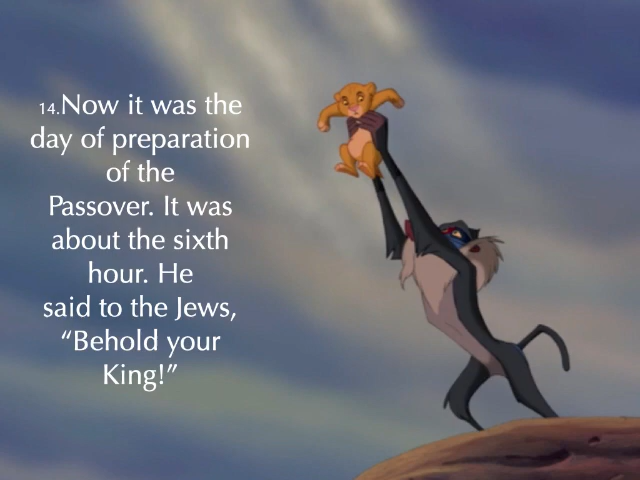 14.Now it was the
day of preparation
of the
Passover. It was
about the sixth
hour. He
said to the Jews,
“Behold your
King!”